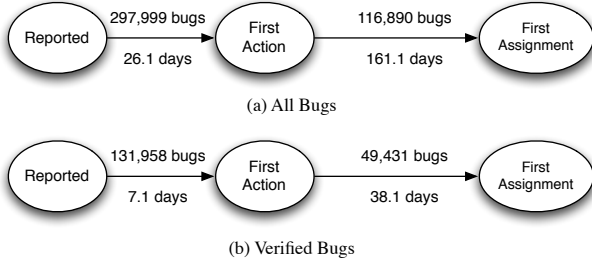 297,999 bugs
116,890 bugs
Reported
First
Action
First
Assignment
26.1 days
161.1 days
(a) All Bugs
131,958 bugs
49,431 bugs
Reported
First
Action
First
Assignment
7.1 days
38.1 days
(b) Verified Bugs